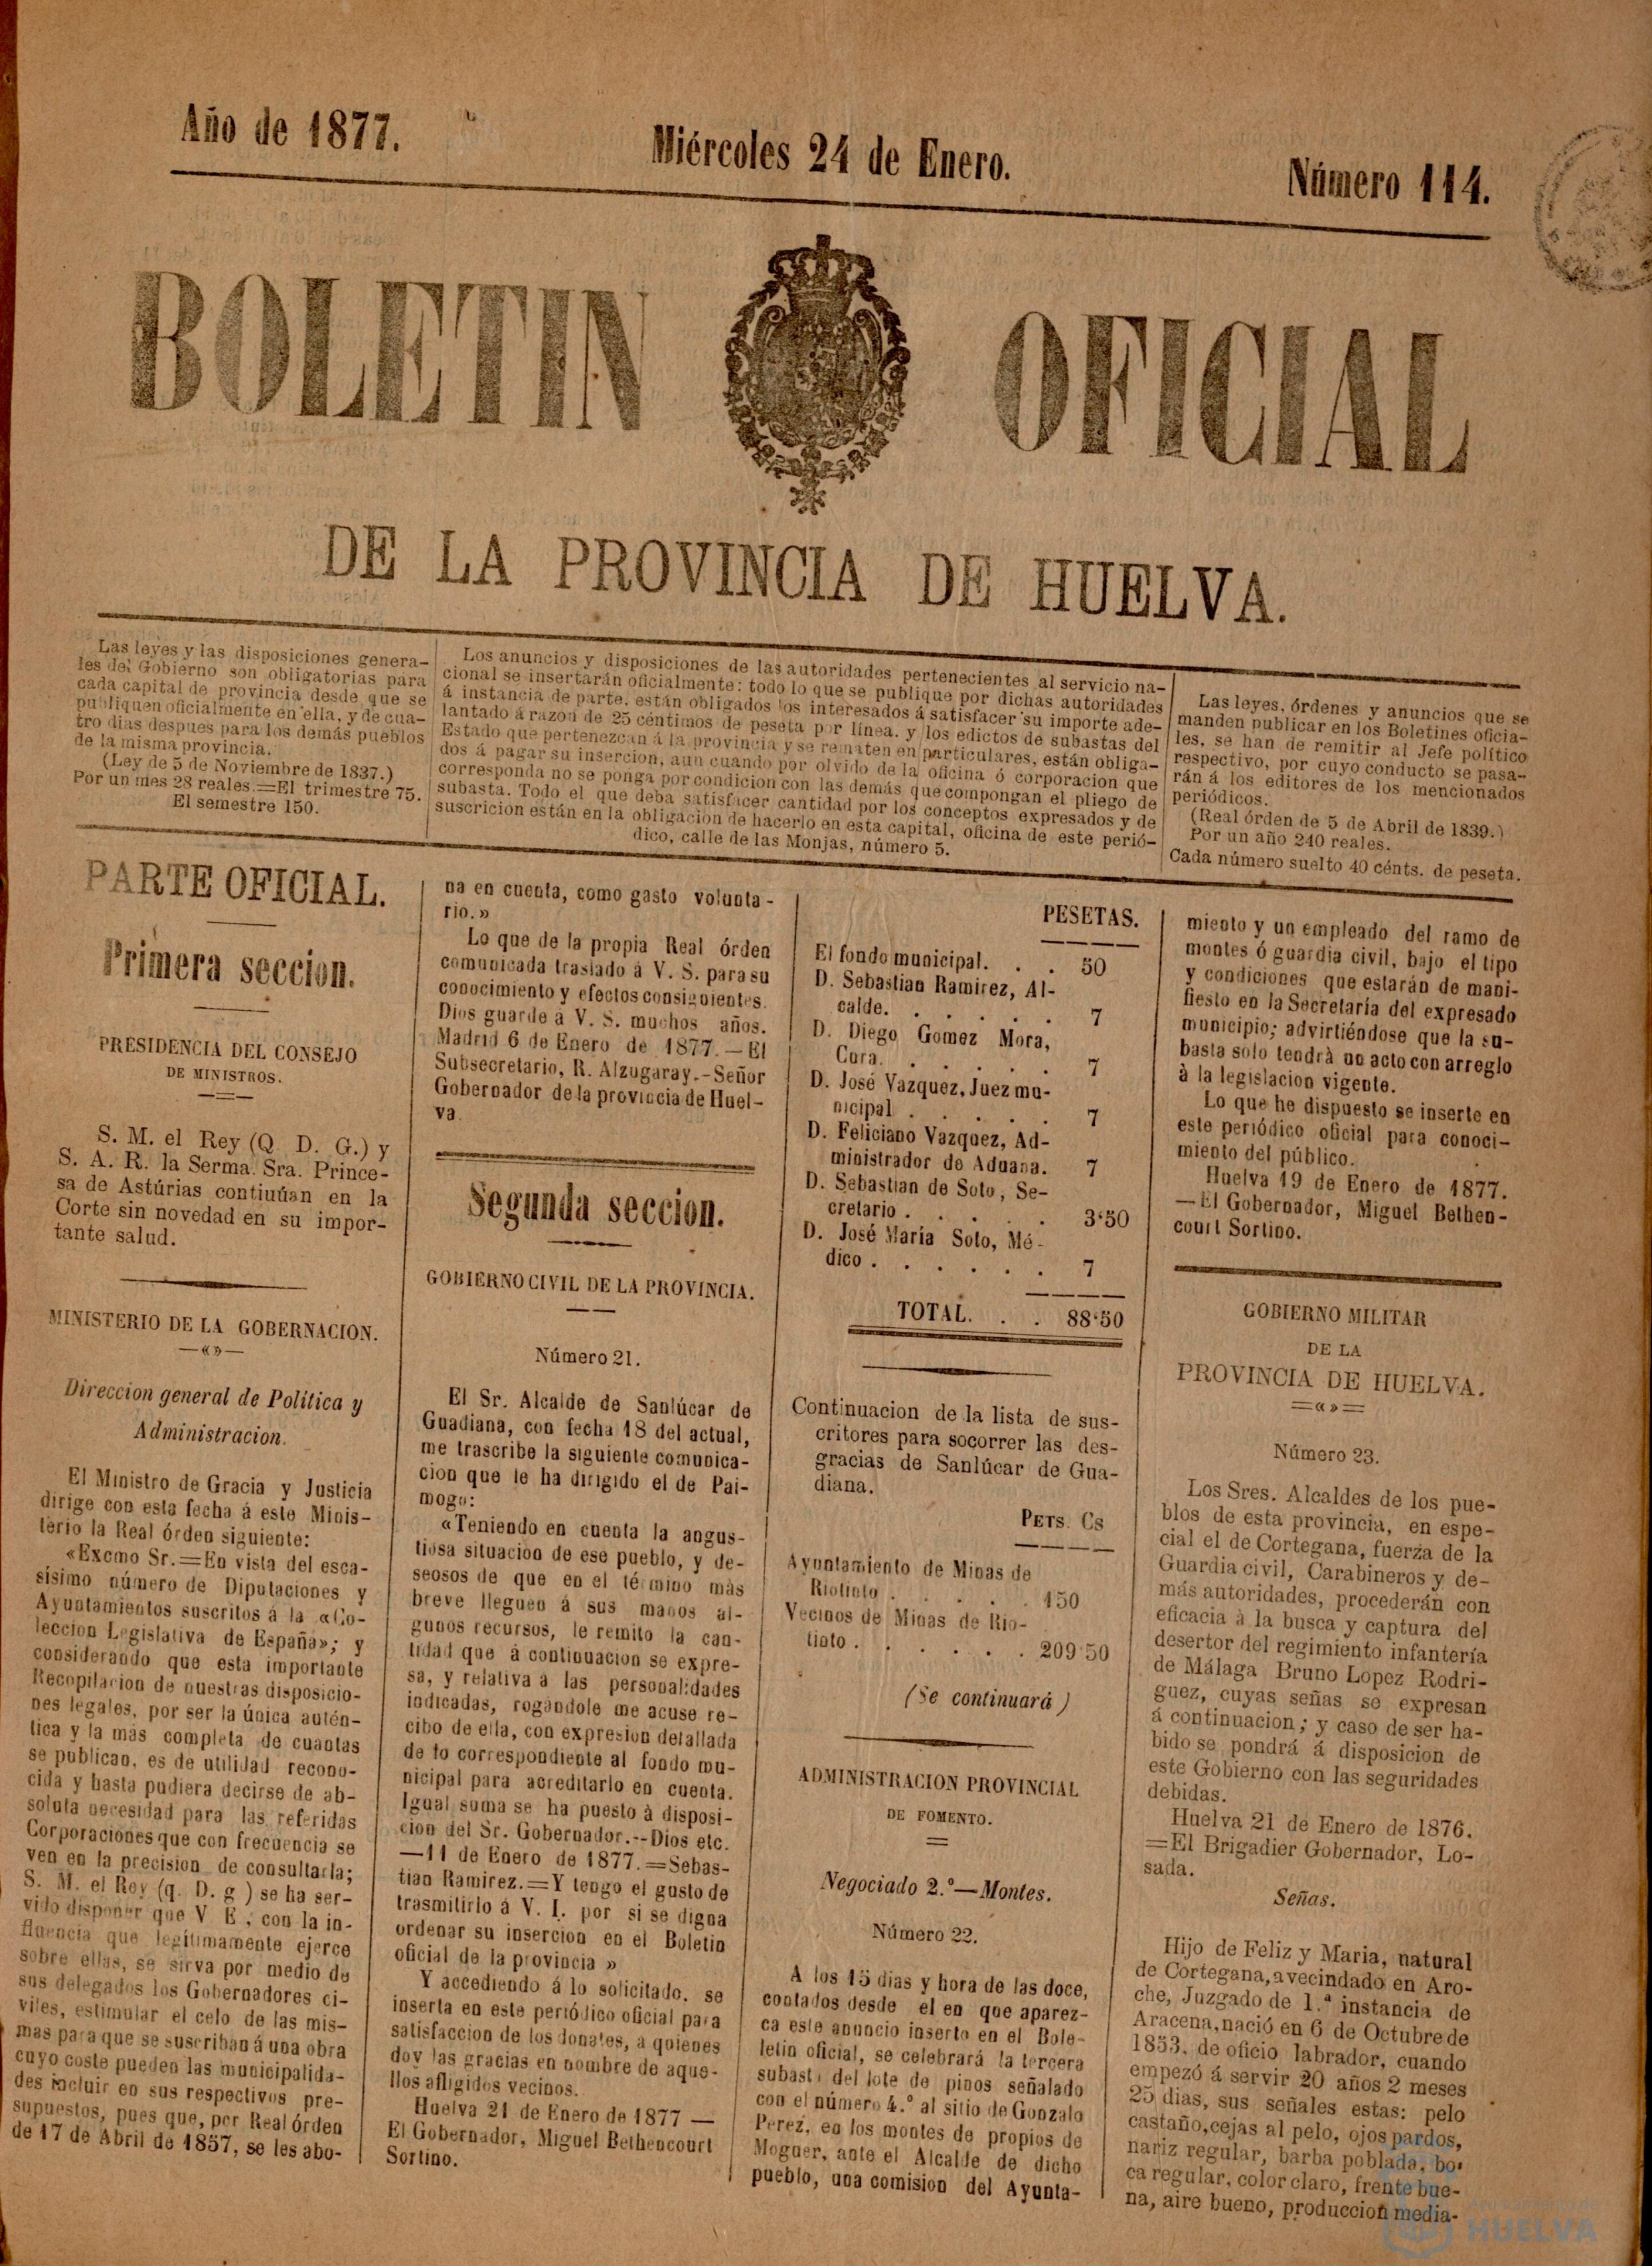 Año de 1877.
Miércoles 24 de Enero.
Número 114.
BOLETIN OFICIAL
DE LA PROVINCIA DE HUELVA.
Las leyes y las disposiciones genera-
les del Gobierno son obligatorias para
cada capital de provincia desde que se
publiquen oficialmente en ella, y de cua-
tro dias despues para los demás pueblos
de la misma provincia.
(Ley de 5 de Noviembre de 1837.)
Por un mes 28 reales.=El trimestre 75.
El semestre 150.
Los anuncios y disposiciones de las autoridades pertenecientes al servicio na-
cional se insertarán oficialmente: todo lo que se publique por dichas autoridades
á instancia de parte, están obligados los interesados á satisfacer su importe ade-
lantado á razon de 25 céntimos de peseta por línea. y los edictos de subastas del
Estado que pertenezcan á la provincia y se rematen en particulares, están obliga-
dos á pagar su insercion, aun cuando por olvido de la oficina ó corporacion que
corresponda no se ponga por condicion con las demás que compongan el pliego de
subasta. Todo el que deba satisfacer cantidad por los conceptos expresados y de
suscricion están en la obligacion de hacerlo en esta capital, oficina de este perió-
dico, calle de las Monjas, número 5.
Las leyes, órdenes y anuncios que se
manden publicar en los Boletines oficia-
les, se han de remitir al Jefe político
respectivo, por cuyo conducto se pasa-
rán á los editores de los mencionados
periódicos.
(Real órden de 5 de Abril de 1839.)
Por un año 240 reales.
Cada número suelto 40 cénts. de peseta.
PARTE OFICIAL.
Primera seccion.
PRESIDENCIA DEL CONSEJO
DE MINISTROS.
S. M. el Rey (Q. D. G.) y
S. A. R. la Serma. Sra. Prince-
sa de Astúrias contiuúan en la
Corte sin novedad en su impor-
tante salud.
MINISTERIO DE LA GOBERNACION.
Direccion general de Política y
Administracion.
El Ministro de Gracia y Justicia
dirige con esta fecha á este Minis-
terio la Real órden siguiente:
«Excmo Sr.=En vista del esca-
sísimo número de Diputaciones y
Ayuntamientos suscritos á la «Co-
leccion Legislativa de España»; y
considerando que esta importante
Recopilacion de nuestras disposicio-
nes legales, por ser la única autén-
tica y la más completa de cuantas
se publican, es de utilidad recono-
cida y hasta pudiera decirse de ab-
soluta necesidad para las referidas
Corporaciones que con frecuencia se
ven en la precision de consultarla;
S. M. el Rey (q. D. g ) se ha ser-
vido disponer que V E , con la in-
fluencia que legítimamente ejerce
sobre ellas, se sirva por medio de
sus delegados los Gobernadores ci-
viles, estimular el celo de las mis-
mas para que se suscriban á una obra
cuyo coste pueden las municipalida-
des incluir en sus respectivos pre-
supuestos, pues que, por Real órden
de 17 de Abril de 1857, se les abo-
na en cuenta, como gasto volunta-
rio.»
Lo que de la propia Real órden
comunicada traslado á V. S. para su
conocimiento y efectos consiguientes.
Dios guarde á V. S. muchos años.
Madrid 6 de Enero de 1877.—El
Subsecretario, R. Alzugaray.-Señor
Gobernador de la provincia de Huel-
va.
Segunda seccion.
GOBIERNO CIVIL DE LA PROVINCIA.
Número 21.
El Sr. Alcalde de Sanlúcar de
Guadiana, con fecha 18 del actual,
me trascribe la siguiente comunica-
cion que le ha dirigido el de Pai-
mogo:
«Teniendo en cuenta la angus-
tiosa situacion de ese pueblo, y de-
seosos de que en el término más
breve lleguen á sus manos al-
gunos recursos, le remito la can-
tidad que á continuacion se expre-
sa, y relativa á las personalidades
indicadas, rogándole me acuse re-
cibo de ella, con expresion detallada
de lo correspondiente al fondo mu-
nicipal para acreditarlo en cuenta.
Igual suma se ha puesto à disposi-
cion del Sr. Gobernador.--Dios etc.
—11 de Enero de 1877.=Sebas-
tian Ramirez.=Y tengo el gusto de
trasmitirlo á V. I. por si se digna
ordenar su insercion en el Boletin
oficial de la provincia »
Y accediendo á lo solicitado, se
inserta en este periódico oficial para
satisfaccion de los donates, a quienes
doy las gracias en nombre de aque-
llos afligidos vecinos.
Huelva 21 de Enero de 1877 —
El Gobernador, Miguel Bethencourt
Sortino.
PESETAS.
El fondo municipal. . . 50
D. Sebastian Ramirez, Al-
calde. . . . . . 7
D. Diego Gomez Mora,
Cura. . . . . . 7
D. José Vazquez, Juez mu-
nicipal . . . . . 7
D. Feliciano Vazquez, Ad-
ministrador de Aduana. 7
D. Sebastian de Soto, Se-
cretario . . . . . 3'50
D. José María Soto, Mé-
dico . . . . . . 7
TOTAL. . . 88'50
Continuacion de la lista de sus-
critores para socorrer las des-
gracias de Sanlúcar de Gua-
diana.
PETS. Cs
Ayuntamiento de Minas de
Riotinto . . . . . 150
Vecinos de Minas de Rio-
tinto . . . . . . 209'50
(Se continuará )
ADMINISTRACION PROVINCIAL
DE FOMENTO.
Negociado 2.º—Montes.
Número 22.
A los 15 dias y hora de las doce,
contados desde el en que aparez-
ca este anuncio inserto en el Bole-
letin oficial, se celebrará la tercera
subasta del lote de pinos señalado
con el número 4.º al sitio de Gonzalo
Perez, en los montes de propios de
Moguer, ante el Alcalde de dicho
pueblo, una comision del Ayunta-
miento y un empleado del ramo de
montes ó guardia civil, bajo el tipo
y condiciones que estarán de mani-
fiesto en la Secretaría del expresado
municipio; advirtiéndose que la su-
basta solo tendrà un acto con arreglo
à la legislacion vigente.
Lo que he dispuesto se inserte en
este periódico oficial para conoci-
miento del público.
Huelva 19 de Enero de 1877.
—El Gobernador, Miguel Bethen-
court Sortino.
GOBIERNO MILITAR
DE LA
PROVINCIA DE HUELVA.
Número 23.
Los Sres. Alcaldes de los pue-
blos de esta provincia, en espe-
cial el de Cortegana, fuerza de la
Guardia civil, Carabineros y de-
más autoridades, procederán con
eficacia à la busca y captura del
desertor del regimiento infantería
de Málaga Bruno Lopez Rodri-
guez, cuyas señas se expresan
á continuacion; y caso de ser ha-
bido se pondrá á disposicion de
este Gobierno con las seguridades
debidas.
Huelva 21 de Enero de 1876.
=El Brigadier Gobernador, Lo-
sada.
Señas.
Hijo de Feliz y Maria, natural
de Cortegana, avecindado en Aro-
che, Juzgado de 1.ª instancia de
Aracena, nació en 6 de Octubre de
1853, de oficio labrador, cuando
empezó á servir 20 años 2 meses
25 dias, sus señales estas: pelo
castaño, cejas al pelo, ojos pardos,
nariz regular, barba poblada, bo-
ca regular, color claro, frente bue-
na, aire bueno, produccion media-
HUELVA